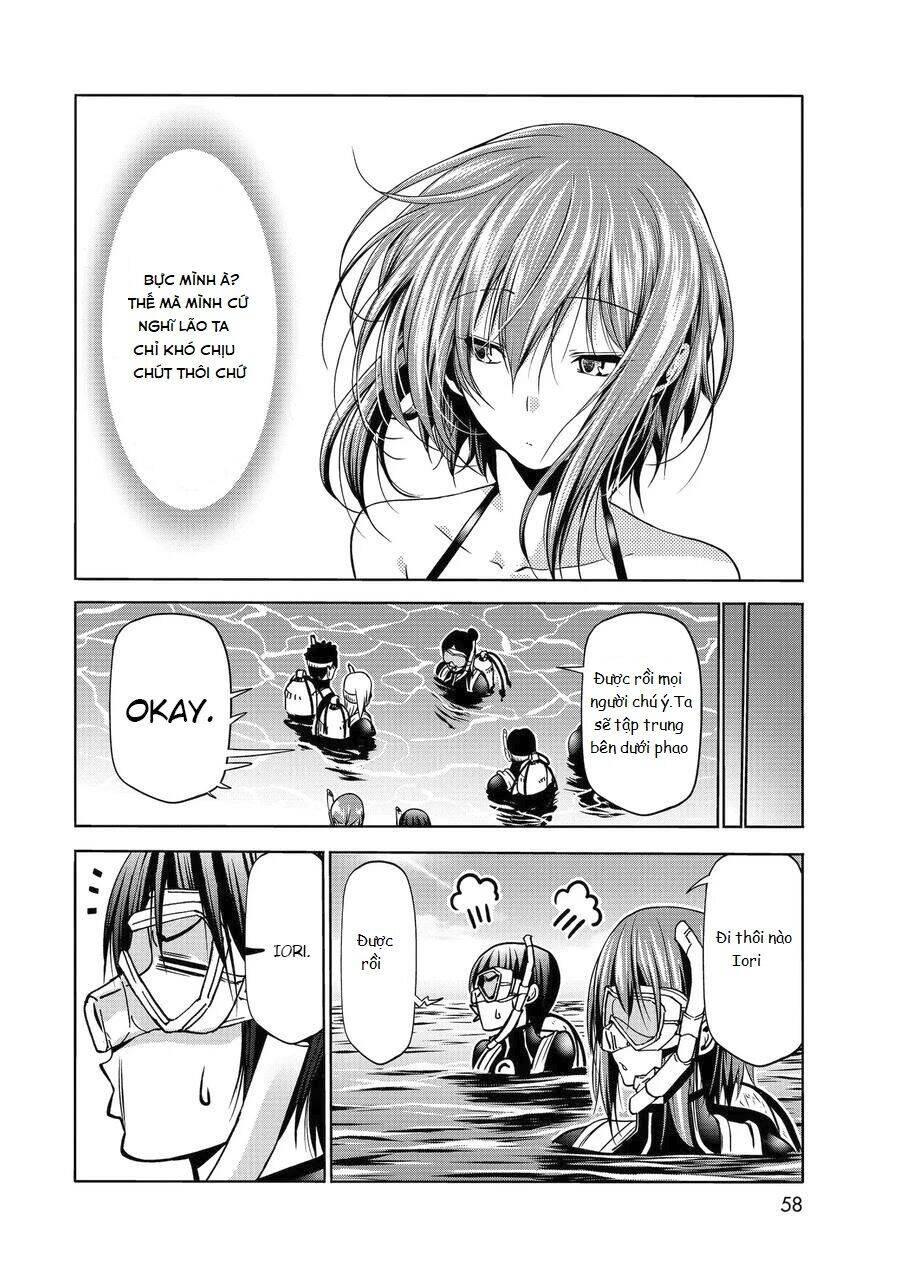 BỰC MÌNH À?
THẾ MÀ MÌNH CỨ
NGHĨ LÃO TA
CHỈ KHÓ CHỊU
CHÚT THÔI CHỨ
Được rồi mọi
người chú ý.Ta
sẽ tập trung
bên dưới phao
OKAY.
Đi thôi nào
Iori
Được
rồi
IORI.
58